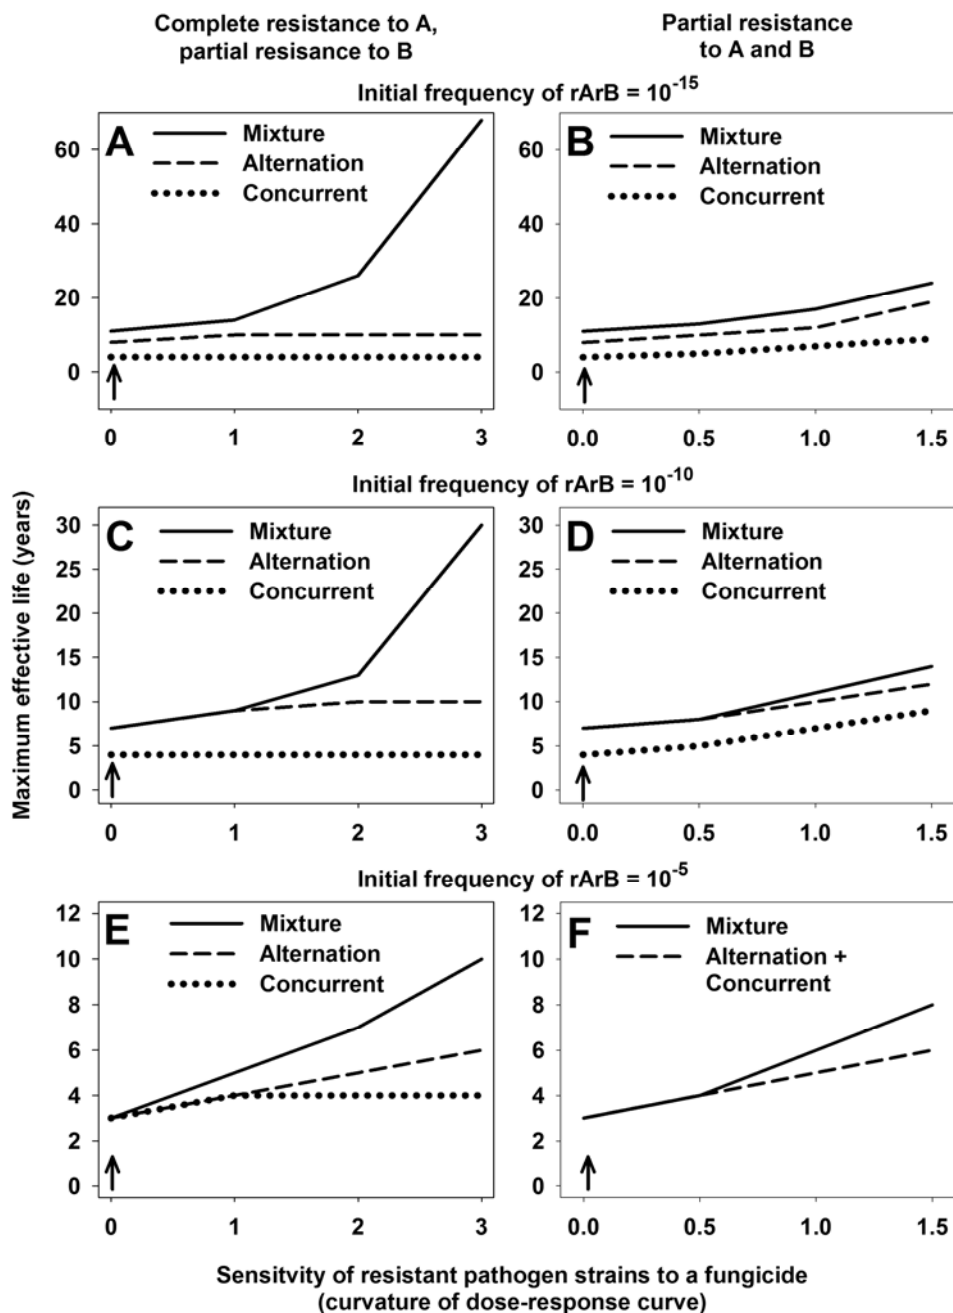 Complete resistance to A,
partial resisance to B
Partial resistance
to A and B
Initial frequency of rArB = 10^-15
A
Mixture
Alternation
Concurrent
60
40
20
0
0 1 2 3
B
Mixture
Alternation
Concurrent
60
40
20
0
0.0 0.5 1.0 1.5
Initial frequency of rArB = 10^-10
Maximum effective life (years)
C
Mixture
Alternation
Concurrent
30
25
20
15
10
5
0
0 1 2 3
D
Mixture
Alternation
Concurrent
30
25
20
15
10
5
0
0.0 0.5 1.0 1.5
Initial frequency of rArB = 10^-5
E
Mixture
Alternation
Concurrent
12
10
8
6
4
2
0
0 1 2 3
F
Mixture
Alternation +
Concurrent
12
10
8
6
4
2
0
0.0 0.5 1.0 1.5
Sensitvity of resistant pathogen strains to a fungicide
(curvature of dose-response curve)